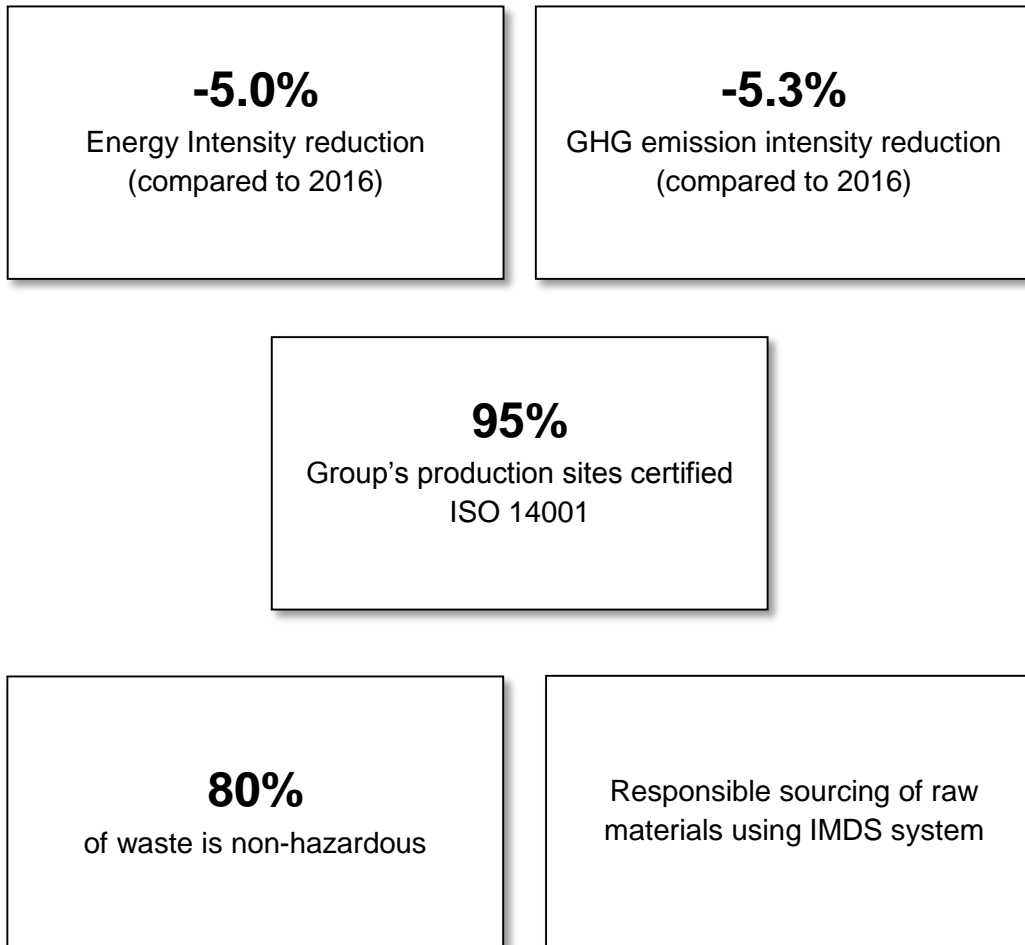 -5.0%
Energy Intensity reduction
(compared to 2016)
-5.3%
GHG emission intensity reduction
(compared to 2016)
95%
Group’s production sites certified
ISO 14001
80%
of waste is non-hazardous
Responsible sourcing of raw
materials using IMDS system